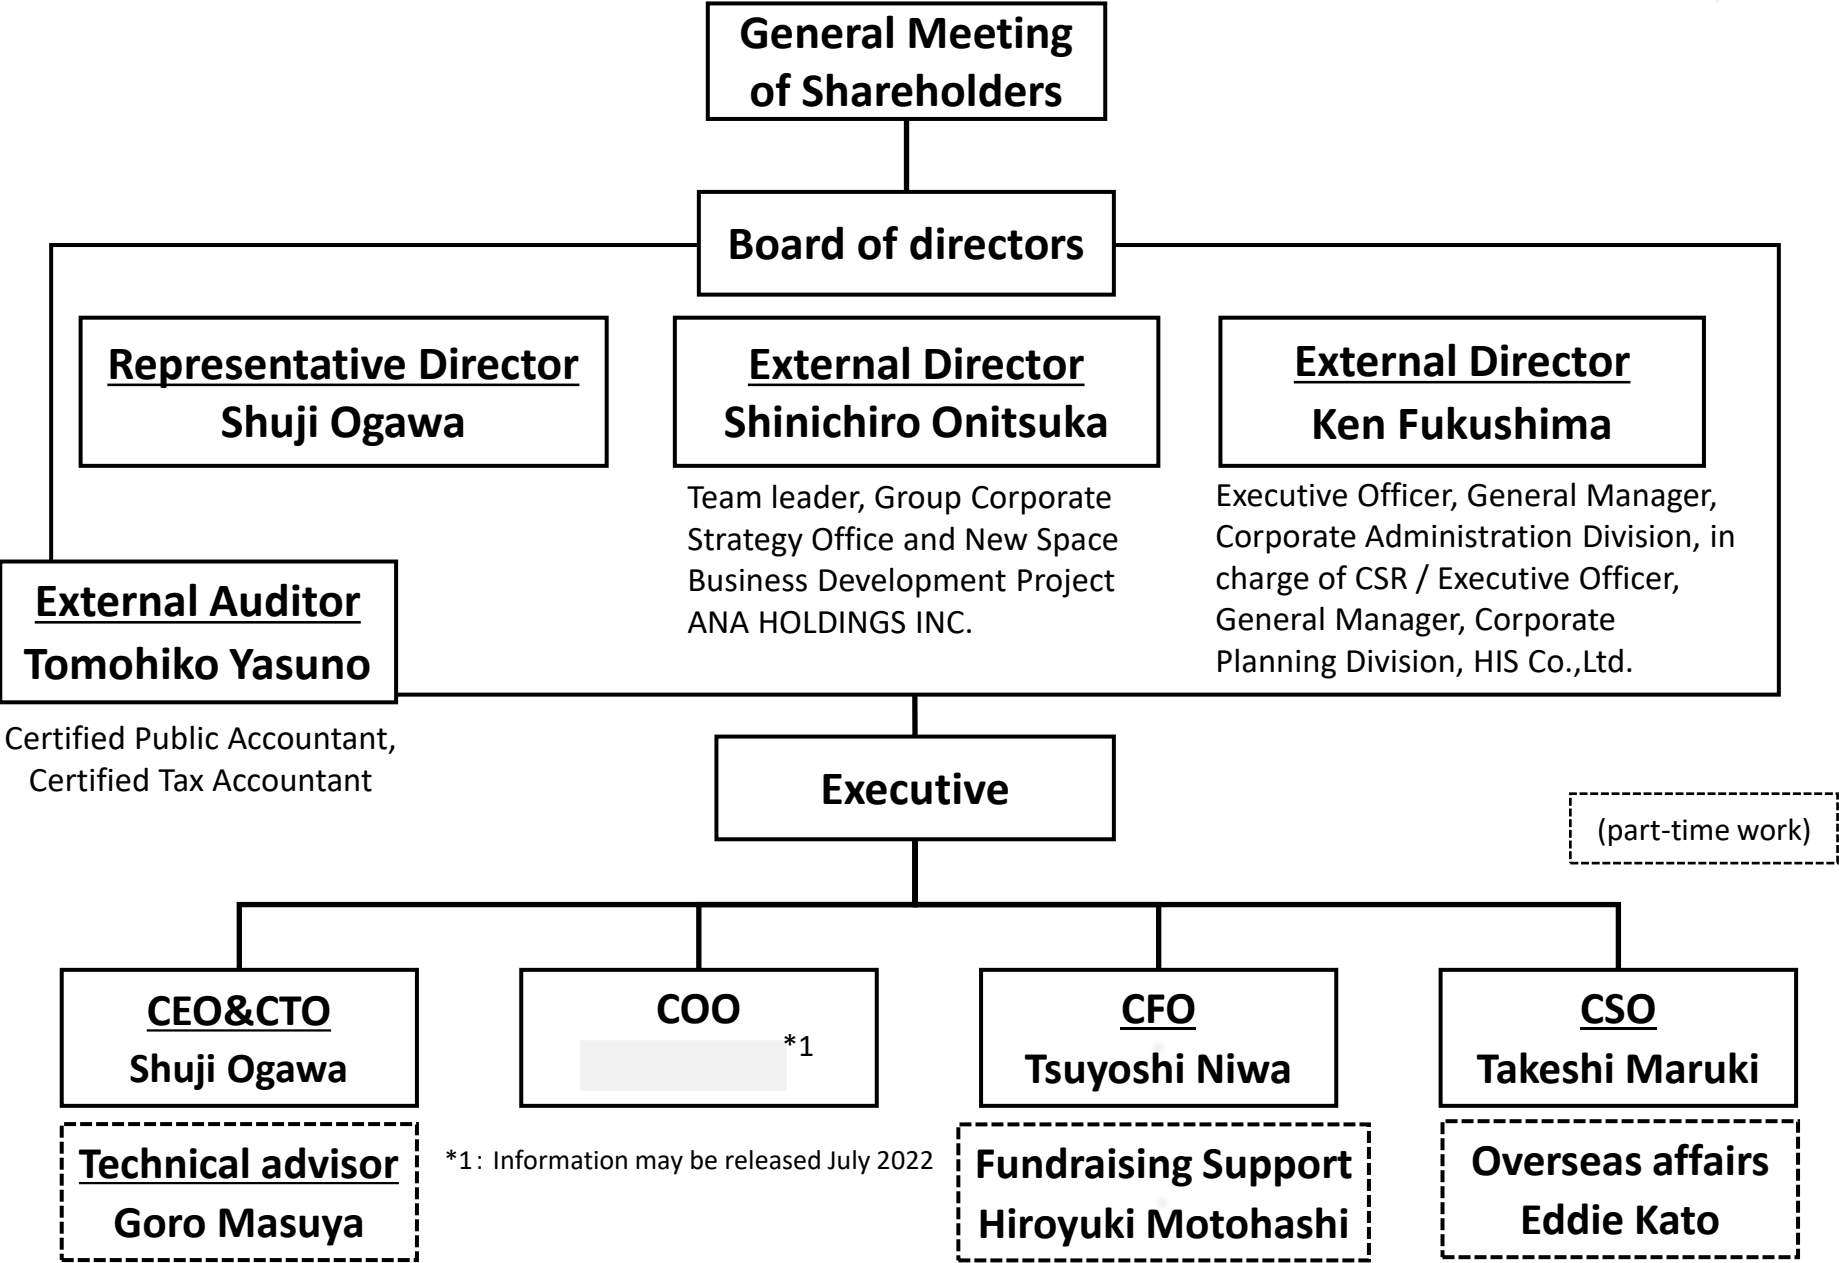 General Meeting
of Shareholders
Board of directors
Representative Director
Shuji Ogawa
External Director
Shinichiro Onitsuka
External Director
Ken Fukushima
Team leader, Group Corporate
Strategy Office and New Space
Business Development Project
ANA HOLDINGS INC.
Executive Officer, General Manager,
Corporate Administration Division, in
charge of CSR / Executive Officer,
General Manager, Corporate
Planning Division, HIS Co.,Ltd.
External Auditor
Tomohiko Yasuno
Certified Public Accountant,
Certified Tax Accountant
Executive
(part-time work)
CEO&CTO
Shuji Ogawa
COO
*1
CFO
Tsuyoshi Niwa
CSO
Takeshi Maruki
Technical advisor
Goro Masuya
*1: Information may be released July 2022
Fundraising Support
Hiroyuki Motohashi
Overseas affairs
Eddie Kato